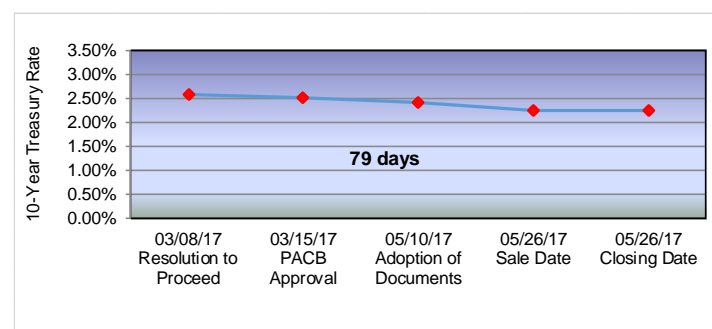 10-Year Treasury Rate
3.50%
3.00%
2.50%
2.00%
1.50%
1.00%
0.50%
0.00%
79 days
03/08/17
Resolution to
Proceed
03/15/17
PACB
Approval
05/10/17
Adoption of
Documents
05/26/17
Sale Date
05/26/17
Closing Date